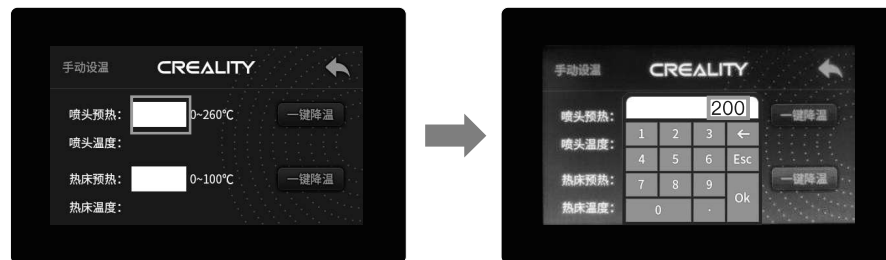 手动设温 CREALITY
喷头预热： 0~260℃ 一键降温
喷头温度：
热床预热： 0~100℃ 一键降温
热床温度：
手动设温 CREALITY
喷头预热： 200 一键降温
1 2 3 ←
喷头温度：
4 5 6 Esc
热床预热： 7 8 9 一键降温
Ok
热床温度： 0 .